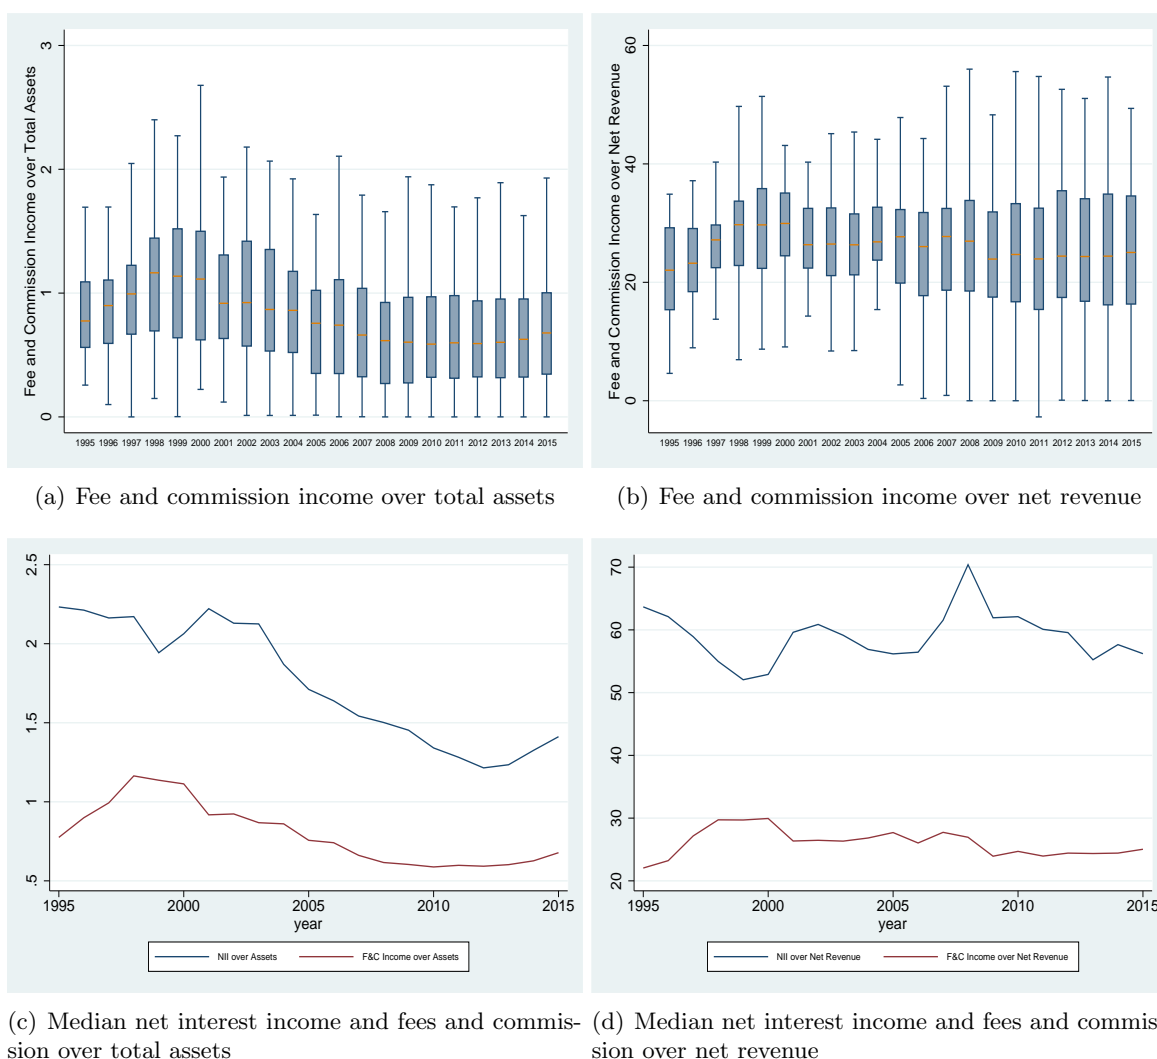 Fee and Commission Income over Total Assets
3
2
1
0
1995 1996 1997 1998 1999 2000 2001 2002 2003 2004 2005 2006 2007 2008 2009 2010 2011 2012 2013 2014 2015
(a) Fee and commission income over total assets
Fee and Commission Income over Net Revenue
60
40
20
0
1995 1996 1997 1998 1999 2000 2001 2002 2003 2004 2005 2006 2007 2008 2009 2010 2011 2012 2013 2014 2015
(b) Fee and commission income over net revenue
2.5
2
1.5
1
.5
1995 2000 2005 2010 2015
year
NII over Assets F&C Income over Assets
(c) Median net interest income and fees and commis-
sion over total assets
70
60
50
40
30
20
1995 2000 2005 2010 2015
year
NII over Net Revenue F&C Income over Net Revenue
(d) Median net interest income and fees and commis
sion over net revenue